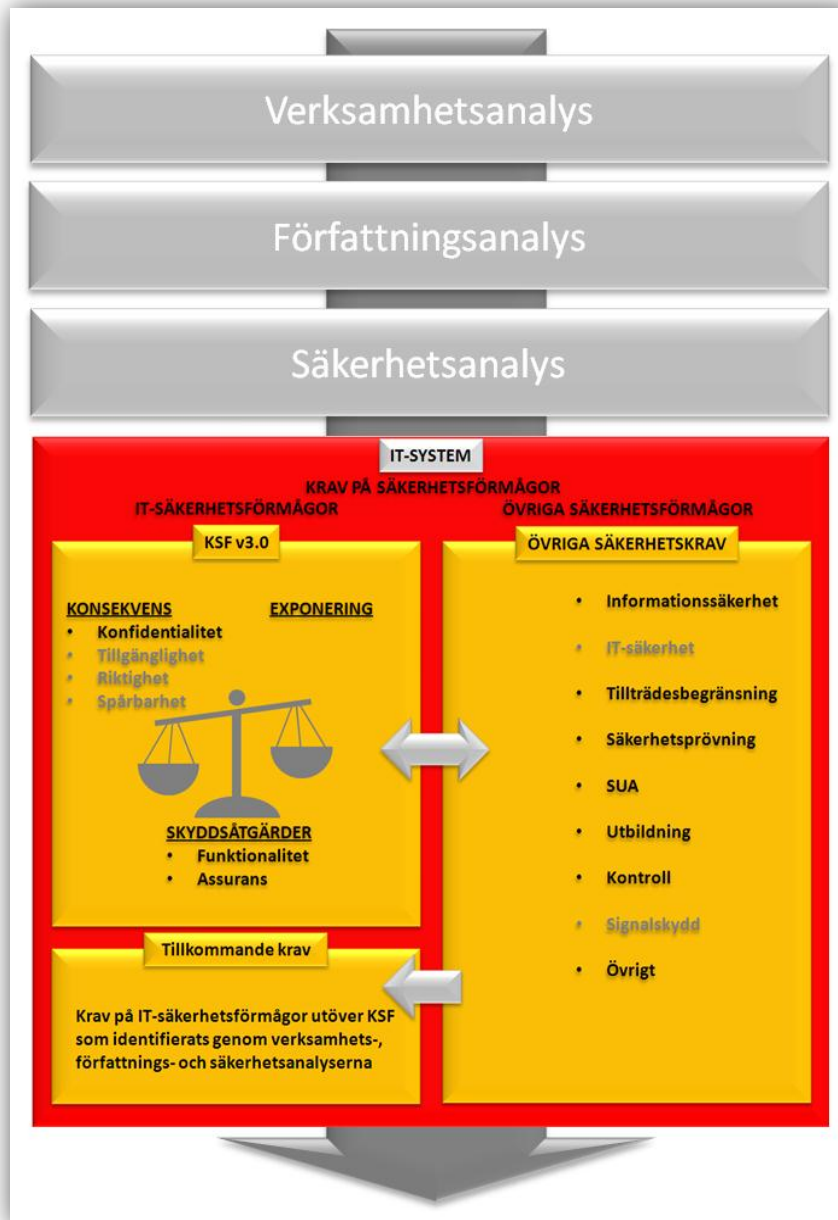 Verksamhetsanalys
Författningsanalys
Säkerhetsanalys
IT-SYSTEM
KRAV PÅ SÄKERHETSFÖRMÅGOR
IT-SÄKERHETSFÖRMÅGOR
ÖVRIGA SÄKERHETSFÖRMÅGOR
KSF v3.0
KONSEKVENS
EXPONERING
• Konfidentialitet
• Tillgänglighet
• Riktighet
• Spårbarhet
SKYDDSÅTGÄRDER
• Funktionalitet
• Assurans
Tillkommande krav
Krav på IT-säkerhetsförmågor utöver KSF
som identifierats genom verksamhets-,
författnings- och säkerhetsanalyserna
ÖVRIGA SÄKERHETSKRAV
• Informationssäkerhet
• IT-säkerhet
• Tillträdesbegränsning
• Säkerhetsprövning
• SUA
• Utbildning
• Kontroll
• Signalskydd
• Övrigt